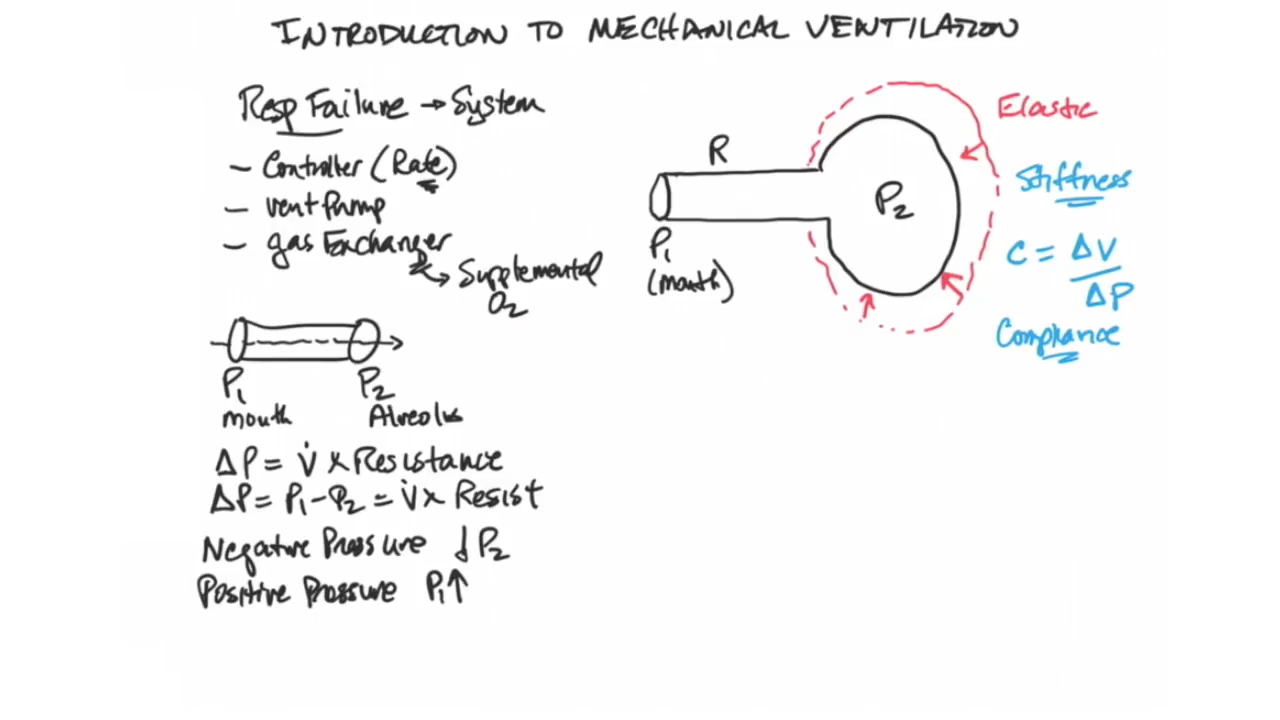 INTRODUCTION TO MECHANICAL VENTILATION
Resp Failure → System
- Controller (Rate)
- Vent Pump
- gas Exchanger
→ Supplemental
O₂
P₁
mouth
P₂
Alveolus
ΔP = V̇ × Resistance
ΔP = P₁ - P₂ = V̇ × Resist
Negative Pressure ↓ P₂
Positive Pressure P₁ ↑
R
P₁
(mouth)
P₂
Elastic
Stiffness
C = ΔV / ΔP
Compliance